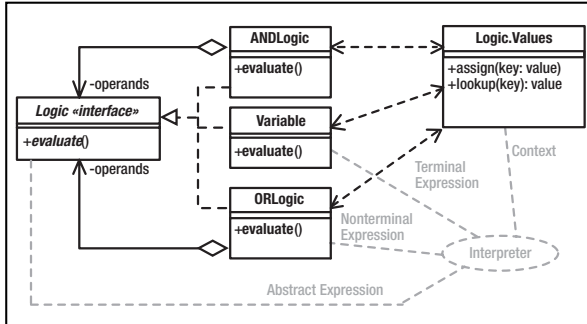 ANDLogic
+evaluate()
Logic.Values
+assign(key: value)
+lookup(key): value
-operands
Logic «interface»
+evaluate()
Variable
+evaluate()
-operands
ORLogic
+evaluate()
Terminal
Expression
Context
Nonterminal
Expression
Interpreter
Abstract Expression